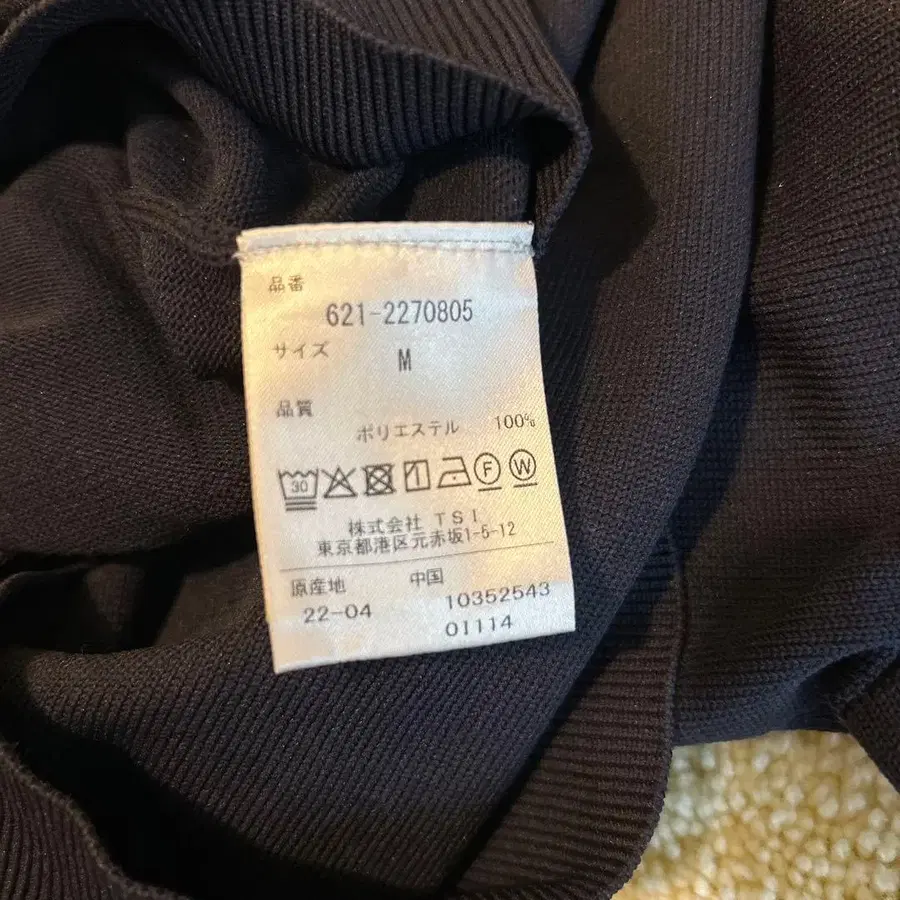 品番
621-2270805
サイズ
M
品質
ポリエステル 100%
30
F W
株式会社 TSI
東京都港区元赤坂1-5-12
原産地 中国
22-04 10352543
01114